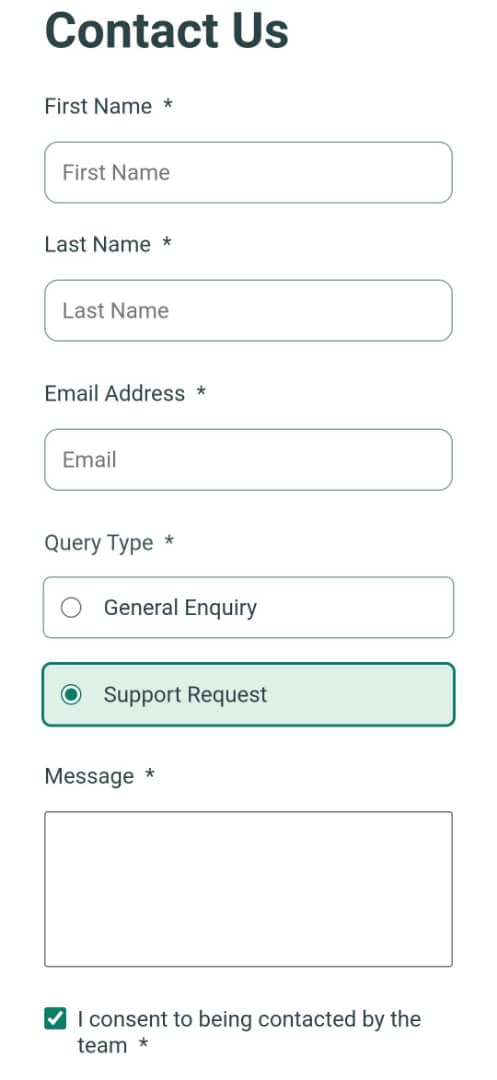 Contact Us
First Name *
First Name
Last Name *
Last Name
Email Address *
Email
Query Type *
General Enquiry
Support Request
Message *
I consent to being contacted by the
team *